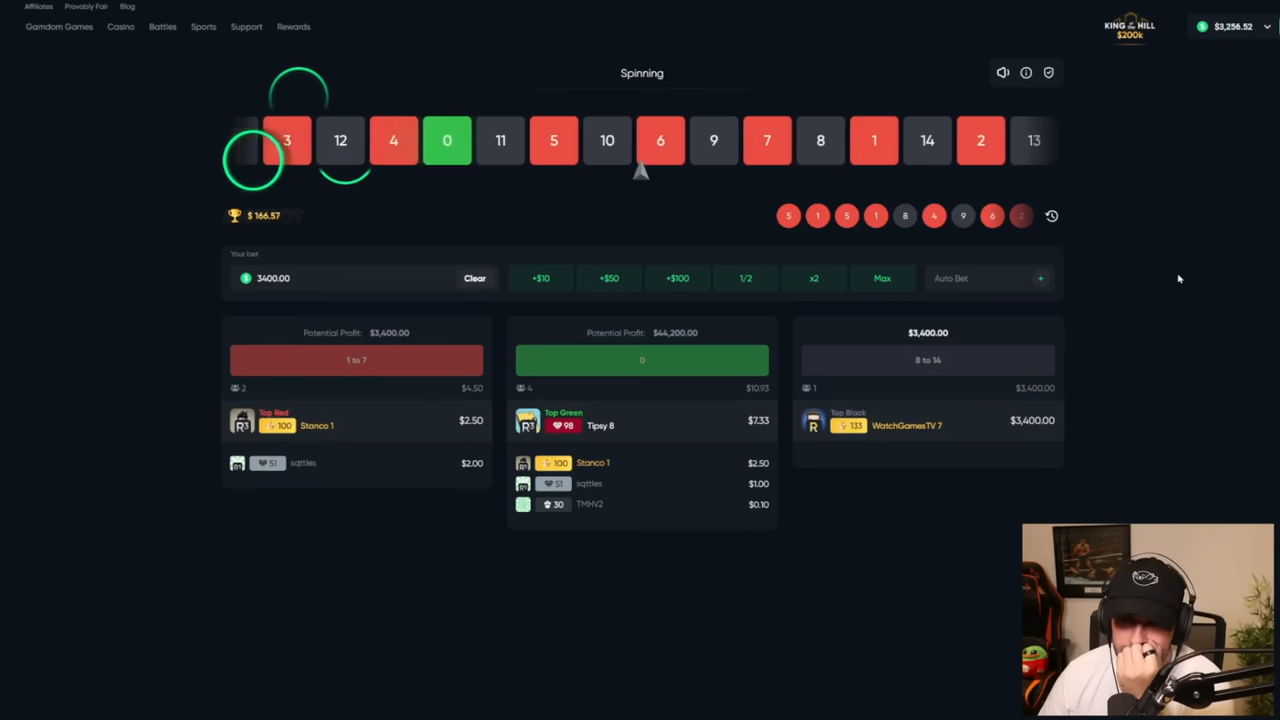 Affiliates Provably Fair Blog
Gamdom Games Casino Battles Sports Support Rewards
KING OF THE HILL
$200k
$3,256.52
Spinning
3 12 4 0 11 5 10 6 9 7 8 1 14 2 13
$ 166.57
5 1 5 1 8 4 9 6 2
Your bet
3400.00 Clear +$10 +$50 +$100 1/2 x2 Max Auto Bet +
Potential Profit: $3,400.00
1 to 7
2 $4.50
Top Red
R3 100 Stanco 1 $2.50
51 sqttles $2.00
Potential Profit: $44,200.00
0
4 $10.93
Top Green
R3 98 Tipsy 8 $7.33
100 Stanco 1 $2.50
51 sqttles $1.00
30 TMHV2 $0.10
$3,400.00
8 to 14
1 $3,400.00
Top Black
R 133 WatchGamesTV 7 $3,400.00